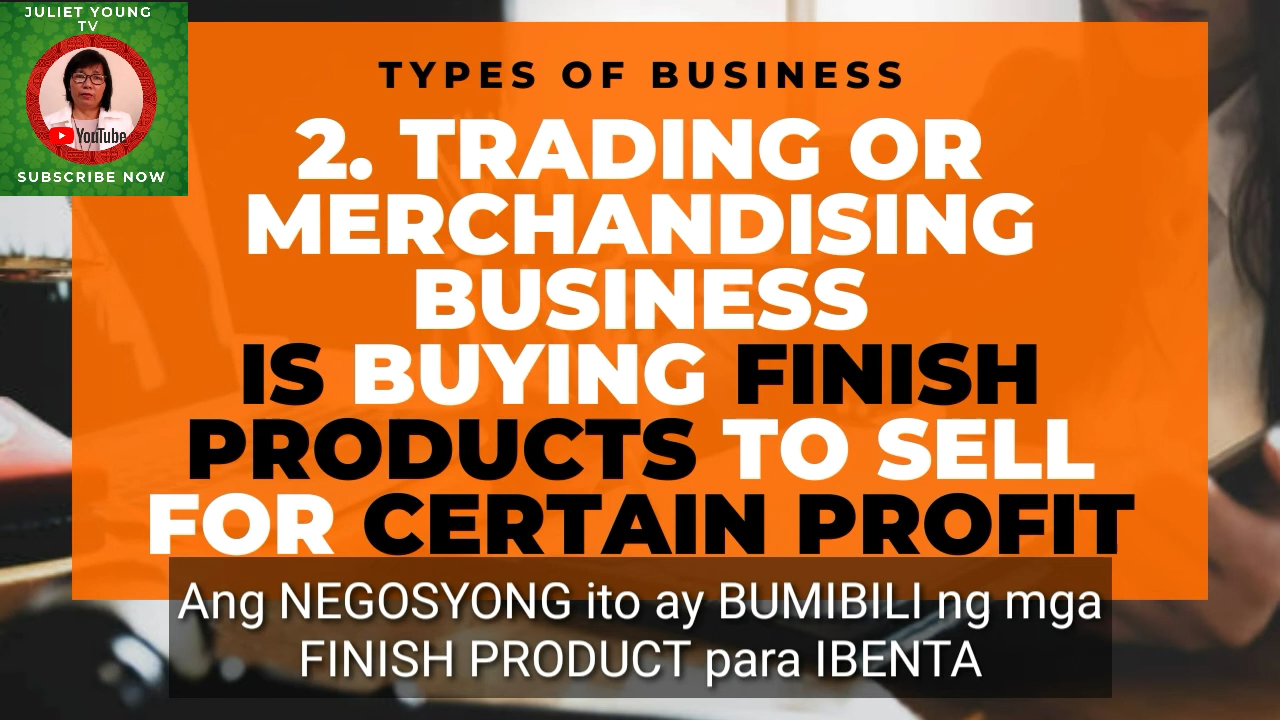 JULIET YOUNG
TV
YouTube
SUBSCRIBE NOW
TYPES OF BUSINESS
2. TRADING OR
MERCHANDISING
BUSINESS
IS BUYING FINISH
PRODUCTS TO SELL
FOR CERTAIN PROFIT
Ang NEGOSYONG ito ay BUMIBILI ng mga
FINISH PRODUCT para IBENTA